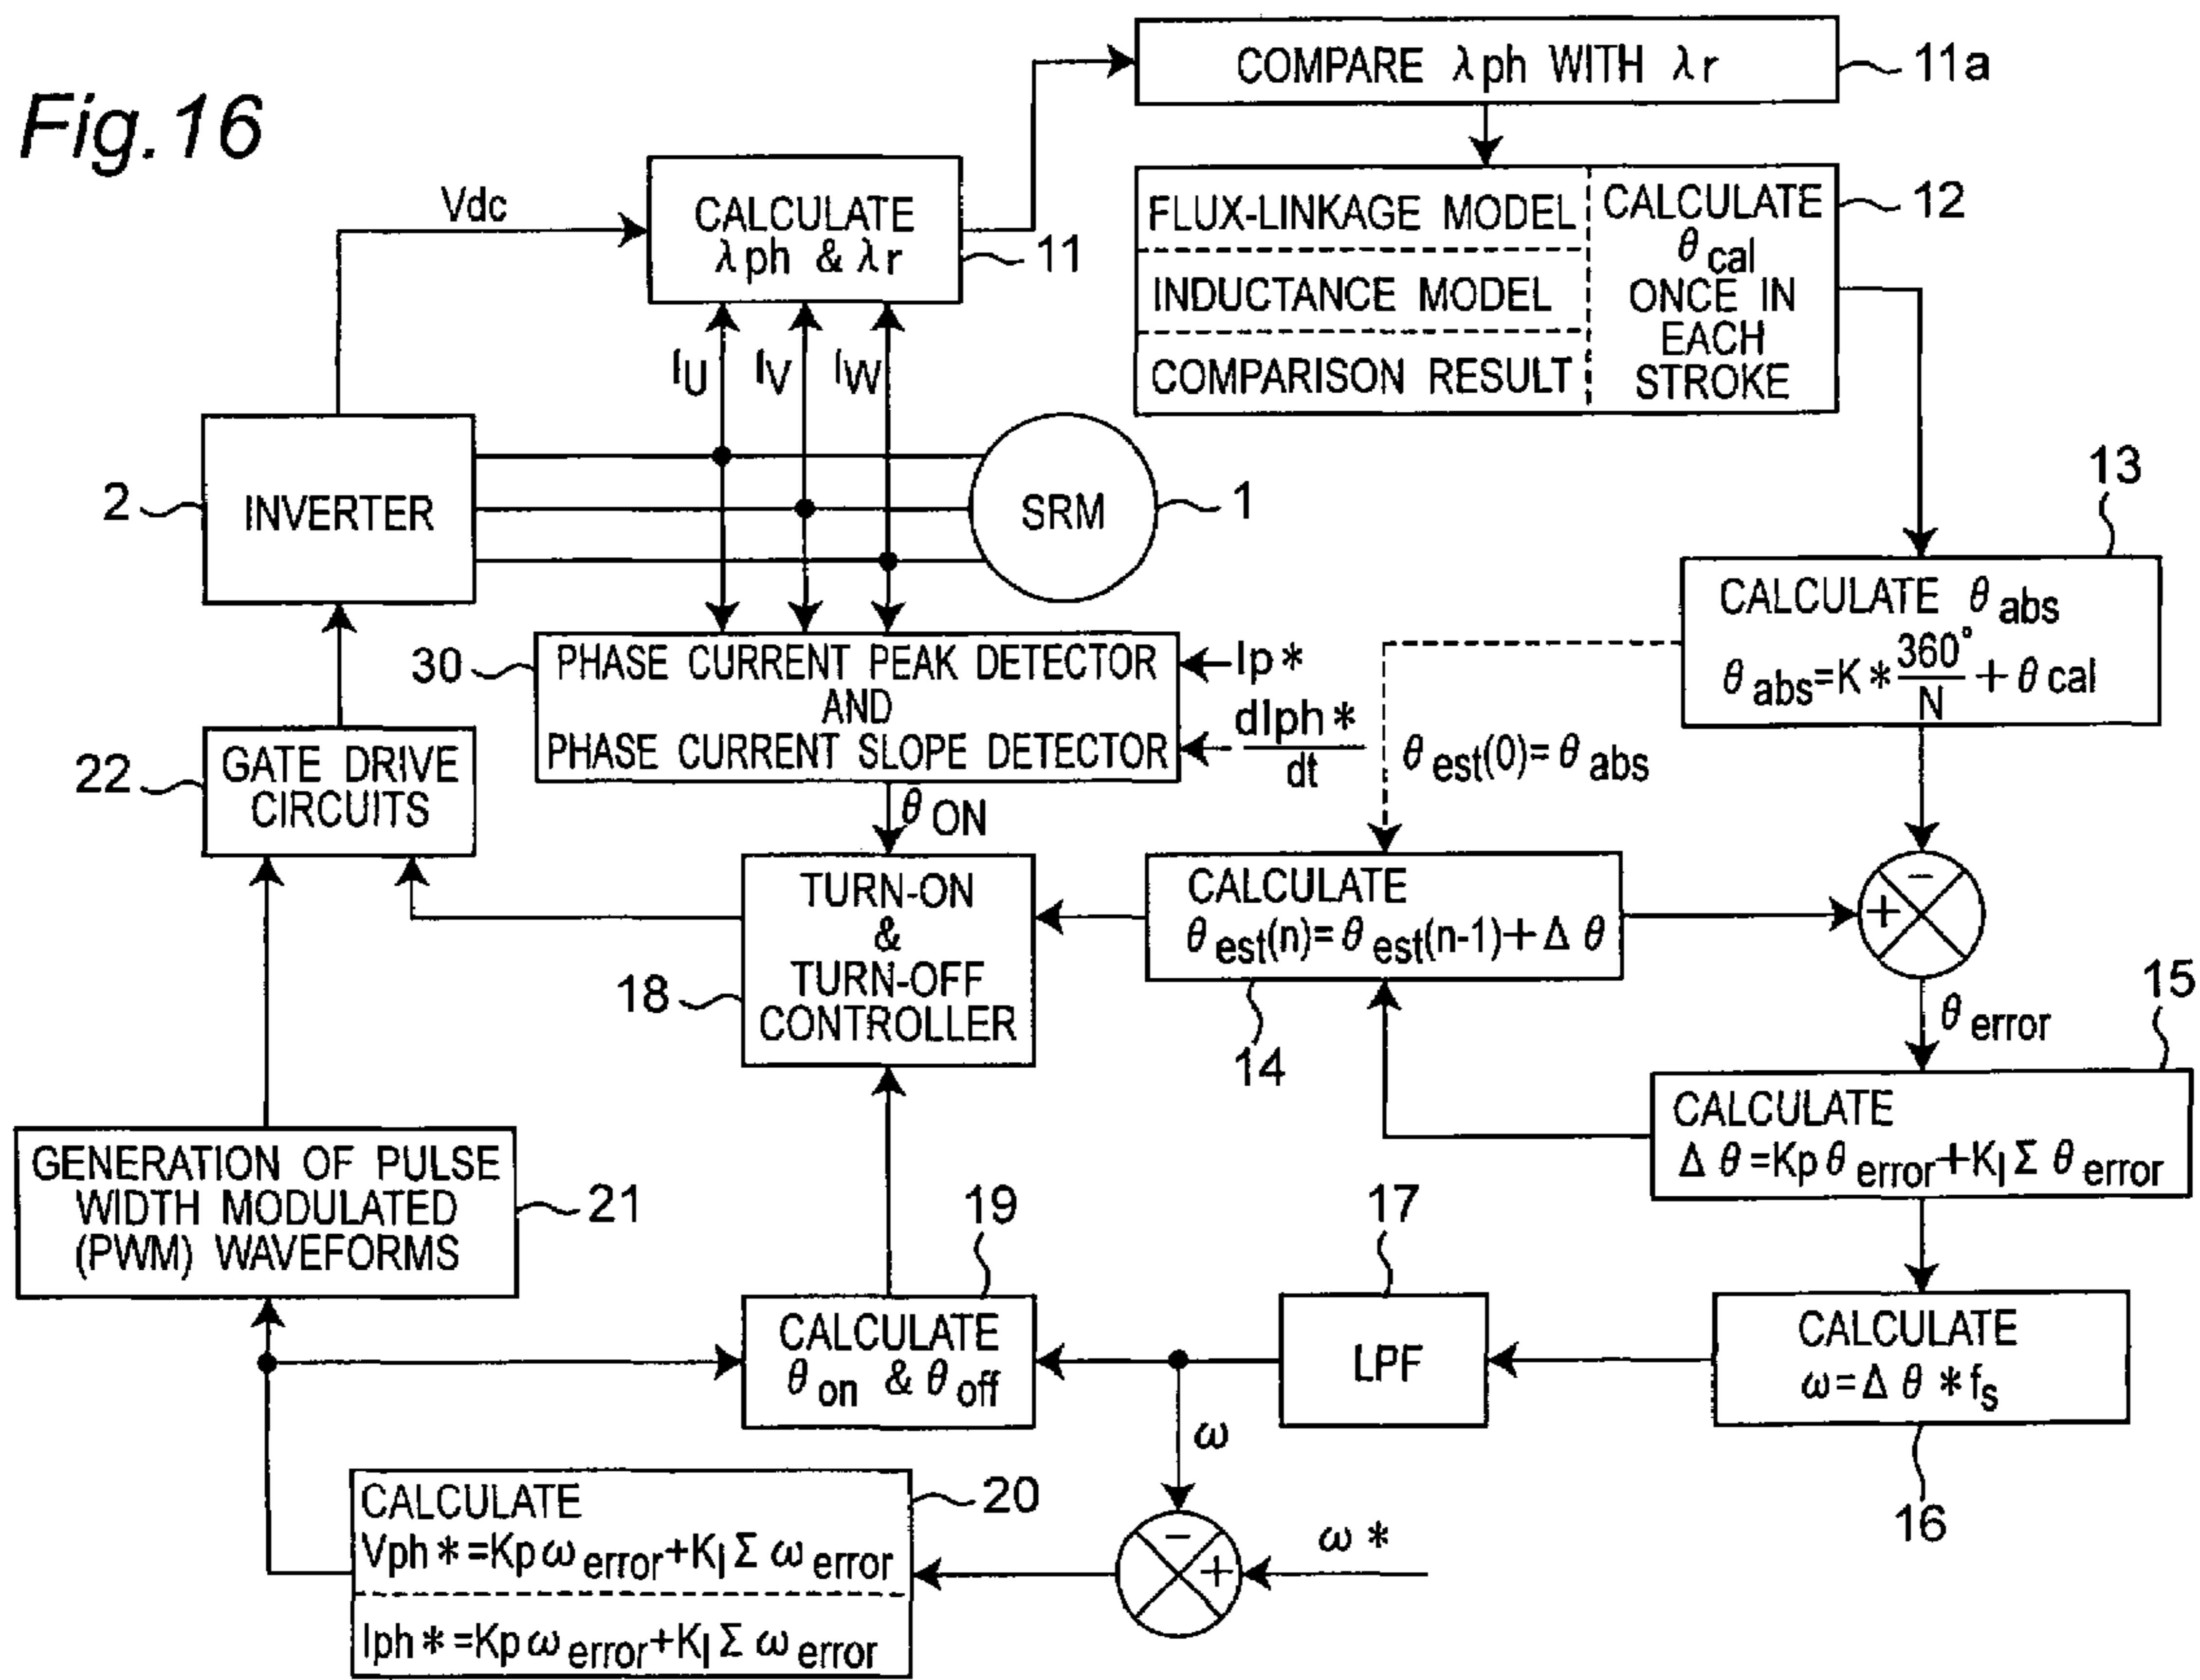 Fig.16
COMPARE λph WITH λr
11a
Vdc
CALCULATE
λph & λr
11
FLUX-LINKAGE MODEL
INDUCTANCE MODEL
COMPARISON RESULT
CALCULATE
θcal
ONCE IN
EACH
STROKE
12
IU
IV
IW
2
INVERTER
SRM
1
13
CALCULATE θabs
θabs=K*360°/N+θcal
30
PHASE CURRENT PEAK DETECTOR
AND
PHASE CURRENT SLOPE DETECTOR
Ip*
dIph*/dt
θest(0)=θabs
22
GATE DRIVE
CIRCUITS
θON
18
TURN-ON
&
TURN-OFF
CONTROLLER
CALCULATE
θest(n)=θest(n-1)+Δθ
14
+
−
θerror
15
CALCULATE
Δθ=Kpθerror+KIΣθerror
GENERATION OF PULSE
WIDTH MODULATED
(PWM) WAVEFORMS
21
19
CALCULATE
θon & θoff
17
LPF
CALCULATE
ω=Δθ*fs
16
ω
20
CALCULATE
Vph*=Kpωerror+KIΣωerror
Iph*=Kpωerror+KIΣωerror
−
+
ω*